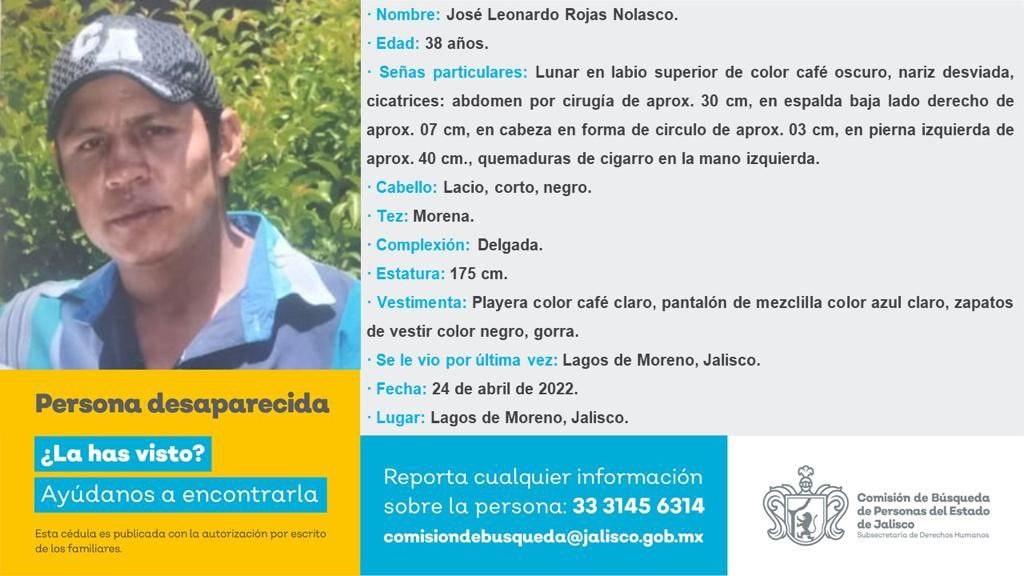 CA
· Nombre: José Leonardo Rojas Nolasco.
· Edad: 38 años.
· Señas particulares: Lunar en labio superior de color café oscuro, nariz desviada,
cicatrices: abdomen por cirugía de aprox. 30 cm, en espalda baja lado derecho de
aprox. 07 cm, en cabeza en forma de circulo de aprox. 03 cm, en pierna izquierda de
aprox. 40 cm., quemaduras de cigarro en la mano izquierda.
· Cabello: Lacio, corto, negro.
· Tez: Morena.
· Complexión: Delgada.
· Estatura: 175 cm.
· Vestimenta: Playera color café claro, pantalón de mezclilla color azul claro, zapatos
de vestir color negro, gorra.
· Se le vio por última vez: Lagos de Moreno, Jalisco.
· Fecha: 24 de abril de 2022.
· Lugar: Lagos de Moreno, Jalisco.
Persona desaparecida
¿La has visto?
Ayúdanos a encontrarla
Esta cédula es publicada con la autorización por escrito
de los familiares.
Reporta cualquier información
sobre la persona: 33 3145 6314
comisiondebusqueda@jalisco.gob.mx
Comisión de Búsqueda
de Personas del Estado
de Jalisco
Subsecretaría de Derechos Humanos